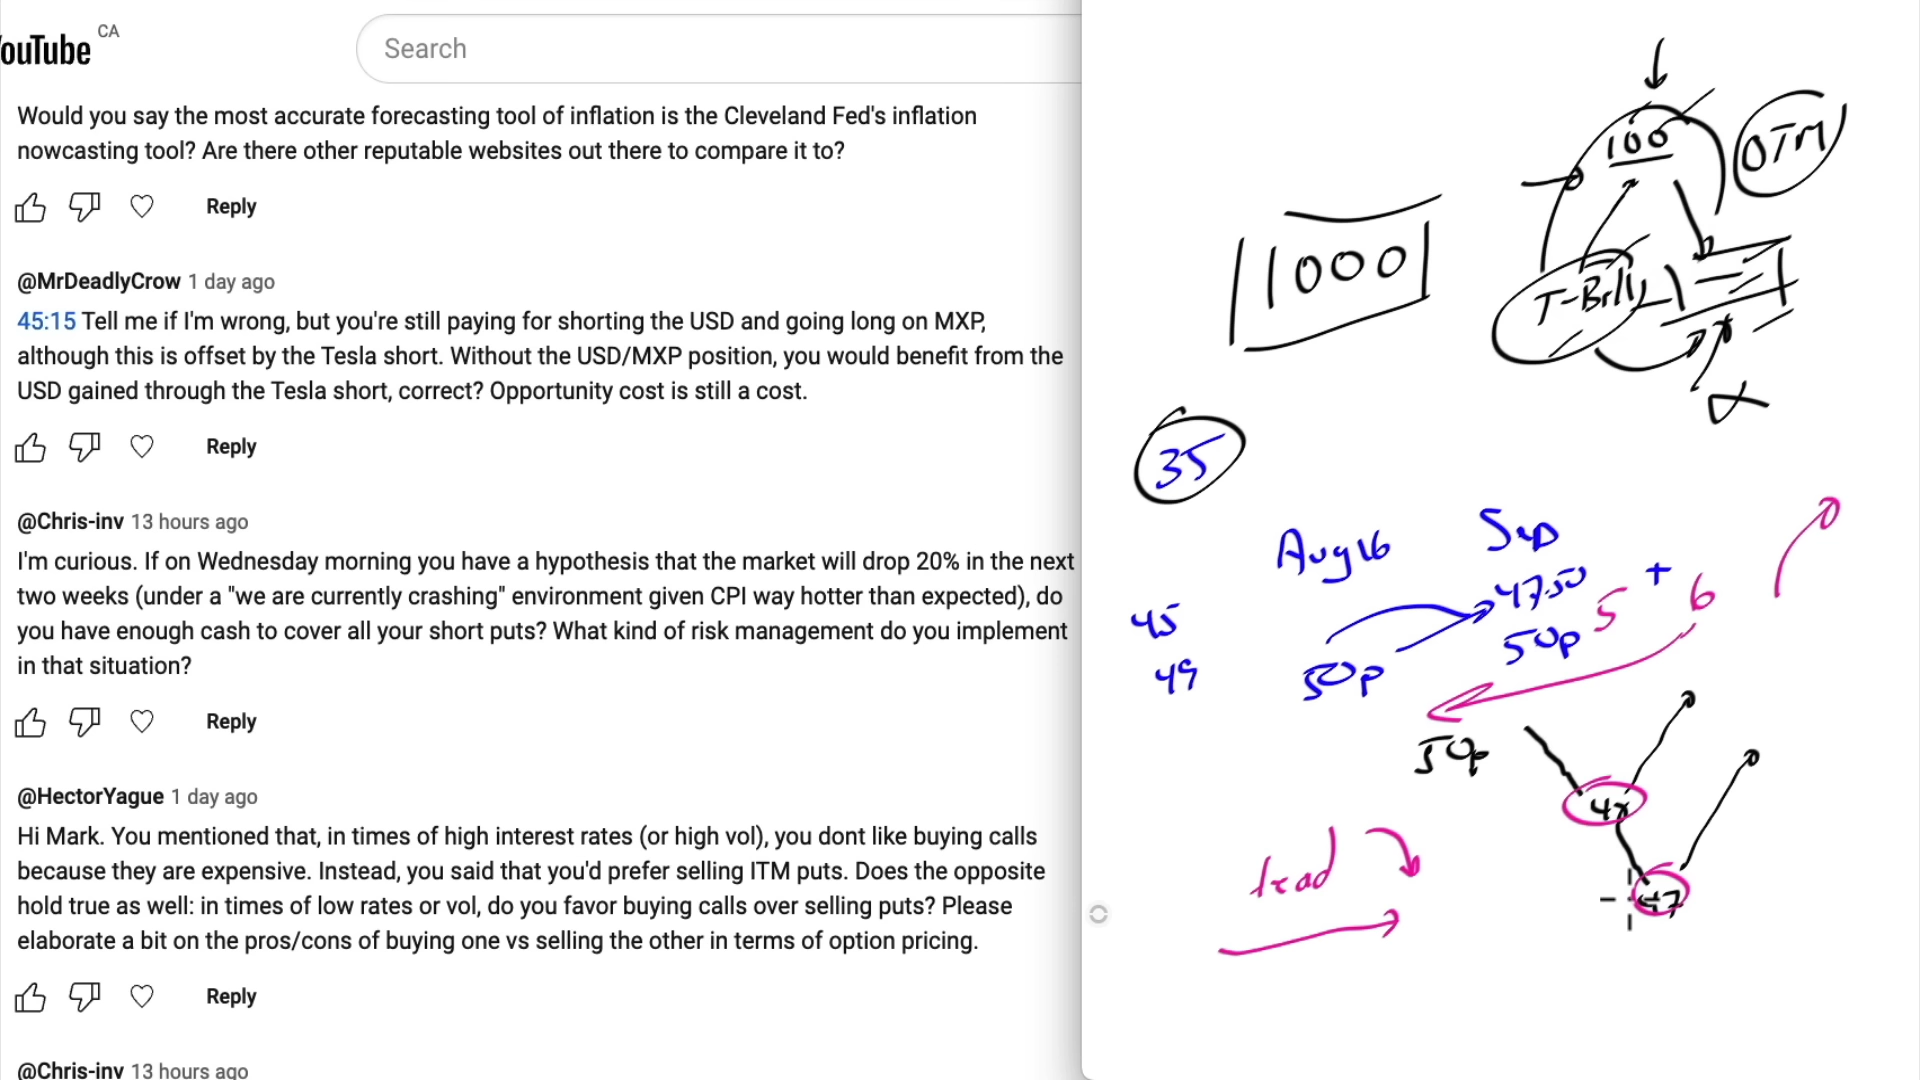 ouTube CA
Search
Would you say the most accurate forecasting tool of inflation is the Cleveland Fed's inflation
nowcasting tool? Are there other reputable websites out there to compare it to?
Reply
@MrDeadlyCrow 1 day ago
45:15 Tell me if I'm wrong, but you're still paying for shorting the USD and going long on MXP,
although this is offset by the Tesla short. Without the USD/MXP position, you would benefit from the
USD gained through the Tesla short, correct? Opportunity cost is still a cost.
Reply
@Chris-inv 13 hours ago
I'm curious. If on Wednesday morning you have a hypothesis that the market will drop 20% in the next
two weeks (under a "we are currently crashing" environment given CPI way hotter than expected), do
you have enough cash to cover all your short puts? What kind of risk management do you implement
in that situation?
Reply
@HectorYague 1 day ago
Hi Mark. You mentioned that, in times of high interest rates (or high vol), you dont like buying calls
because they are expensive. Instead, you said that you'd prefer selling ITM puts. Does the opposite
hold true as well: in times of low rates or vol, do you favor buying calls over selling puts? Please
elaborate a bit on the pros/cons of buying one vs selling the other in terms of option pricing.
Reply
@Chris-inv 13 hours ago
100
OTM
1000
T-Bills
α
35
Aug 16 Sep
45 47.50 5 + 6
49 50p 50p
50p
47